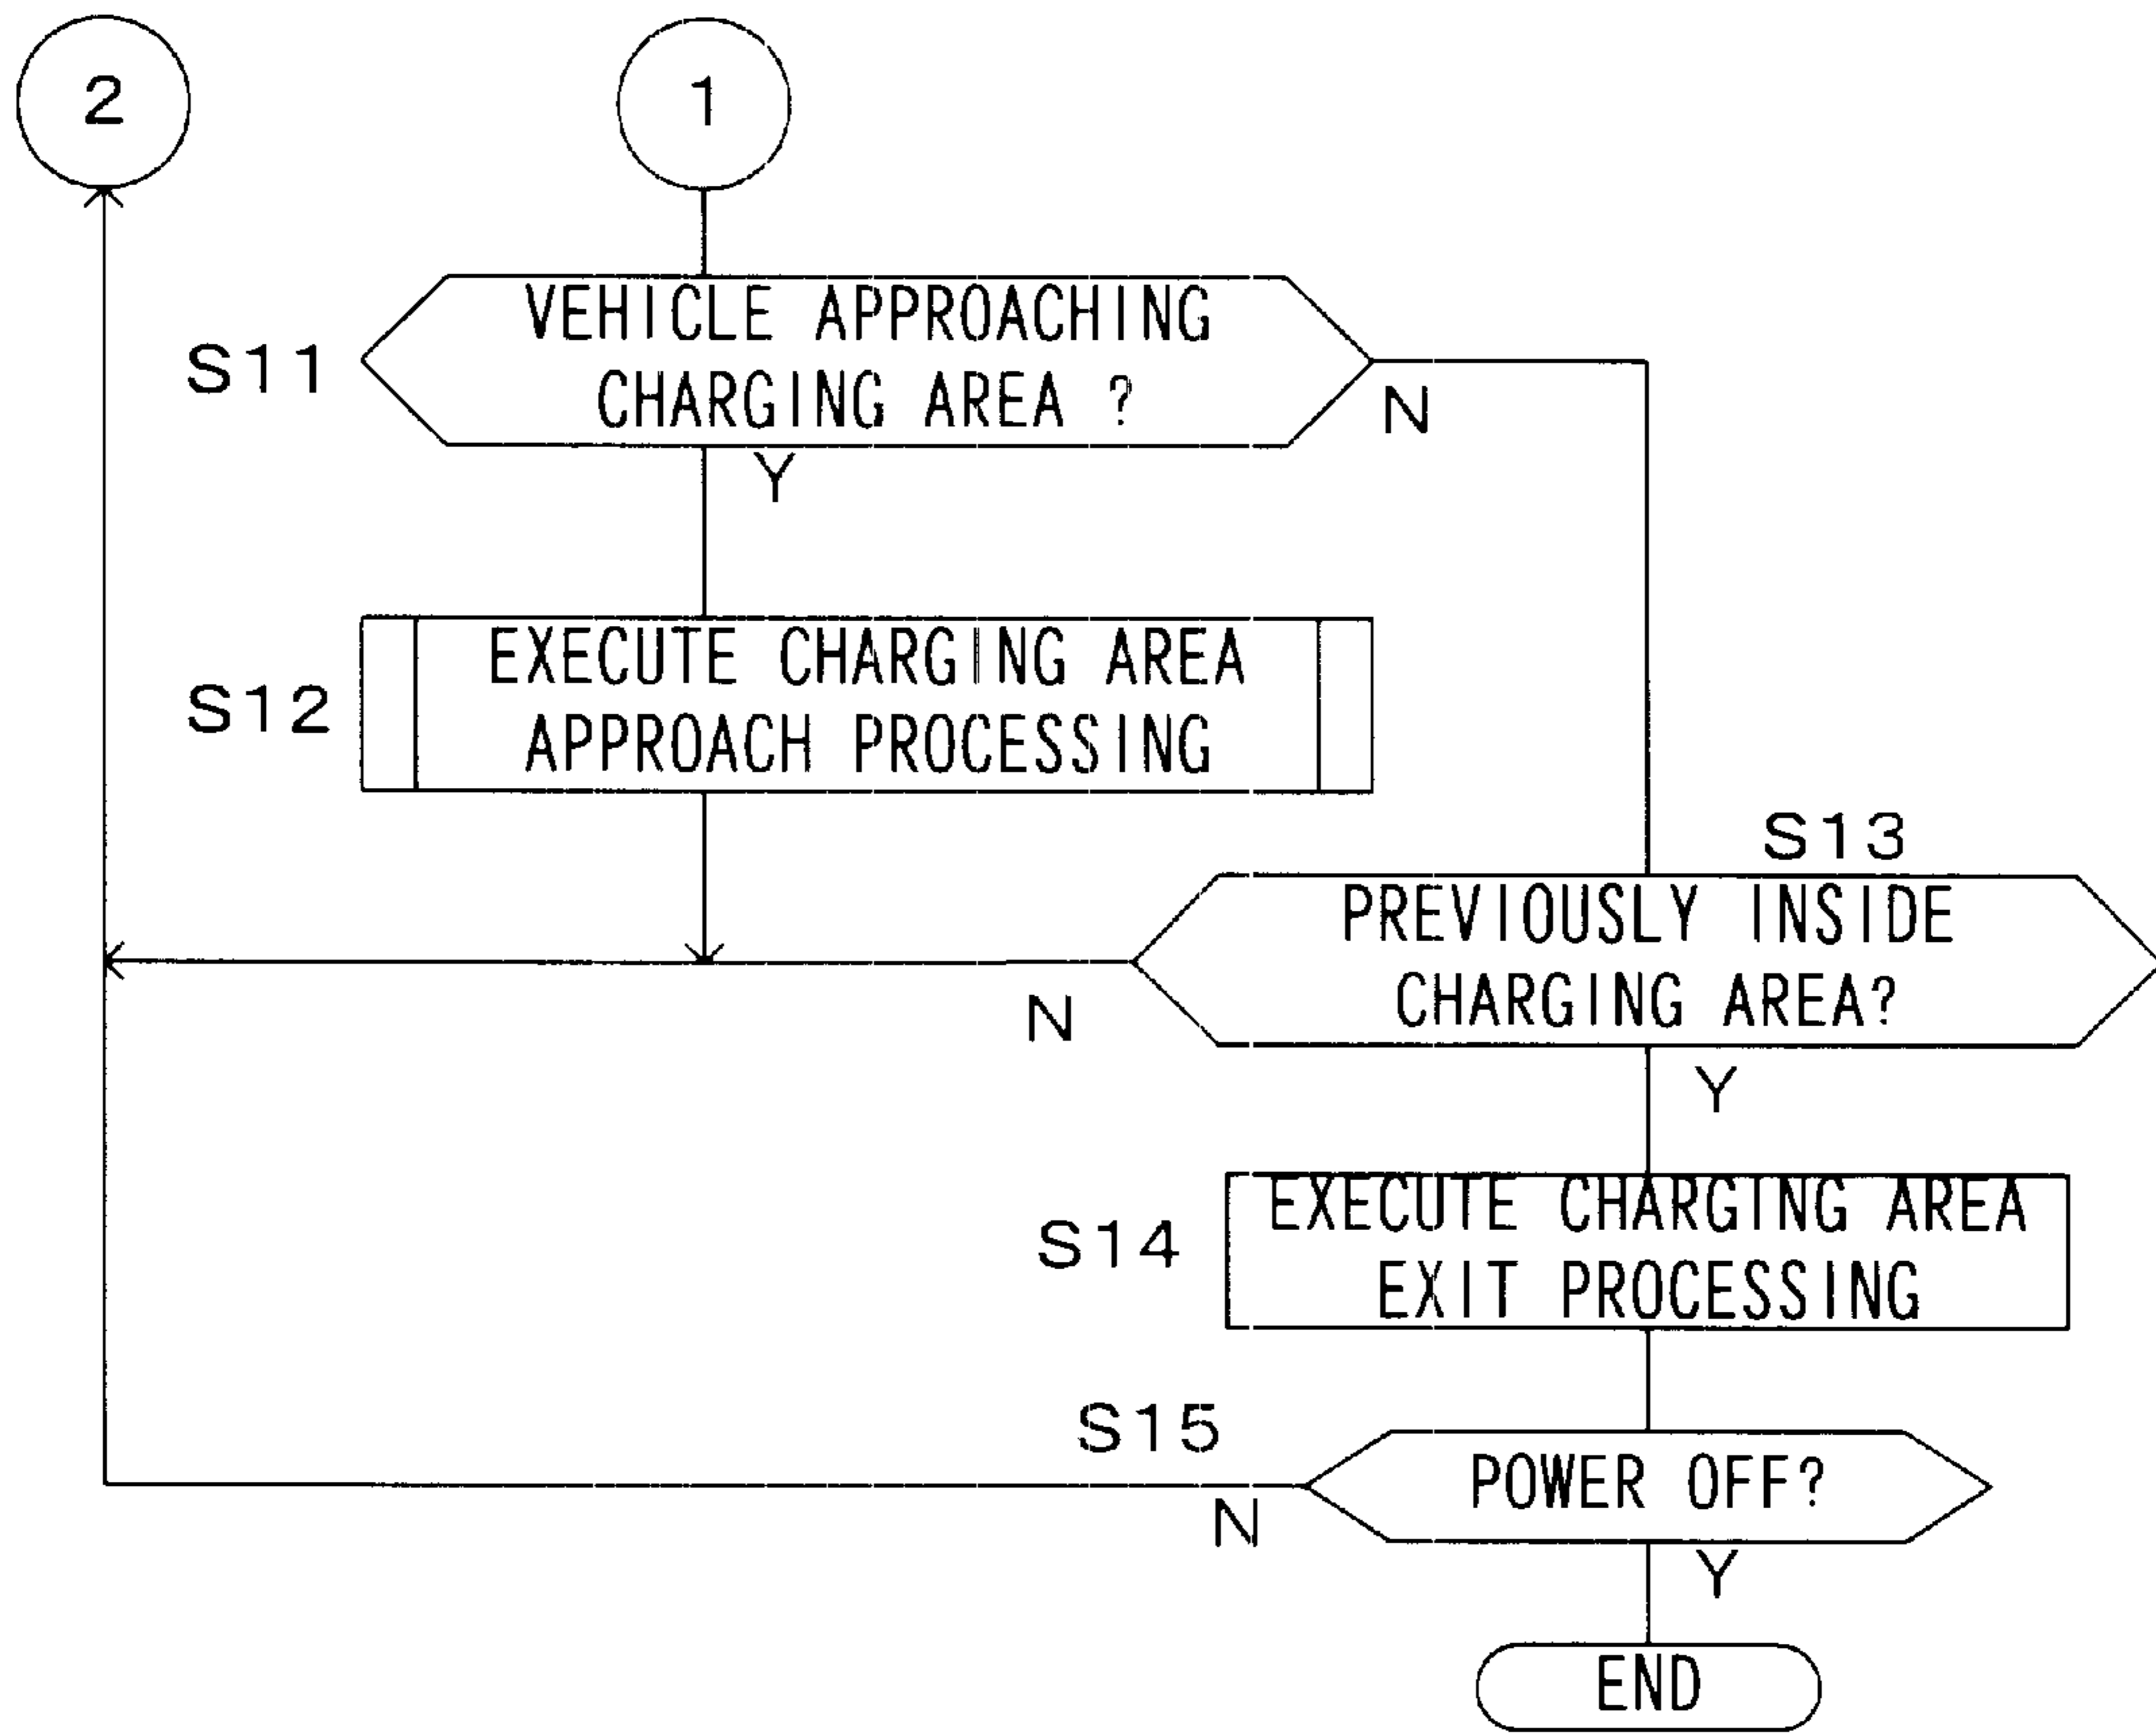 2
1
S11
VEHICLE APPROACHING
CHARGING AREA ?
N
Y
S12
EXECUTE CHARGING AREA
APPROACH PROCESSING
S13
PREVIOUSLY INSIDE
CHARGING AREA?
N
Y
S14
EXECUTE CHARGING AREA
EXIT PROCESSING
S15
POWER OFF?
N
Y
END